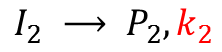 I₂ ⟶ P₂, k₂